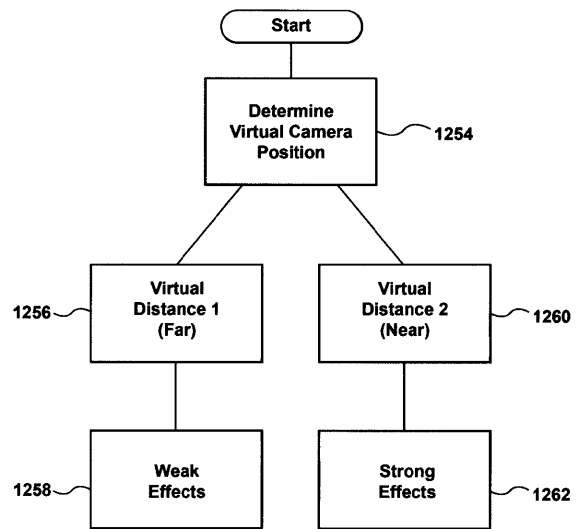 Start
Determine
Virtual Camera
Position
1254
1256
Virtual
Distance 1
(Far)
Virtual
Distance 2
(Near)
1260
1258
Weak
Effects
Strong
Effects
1262